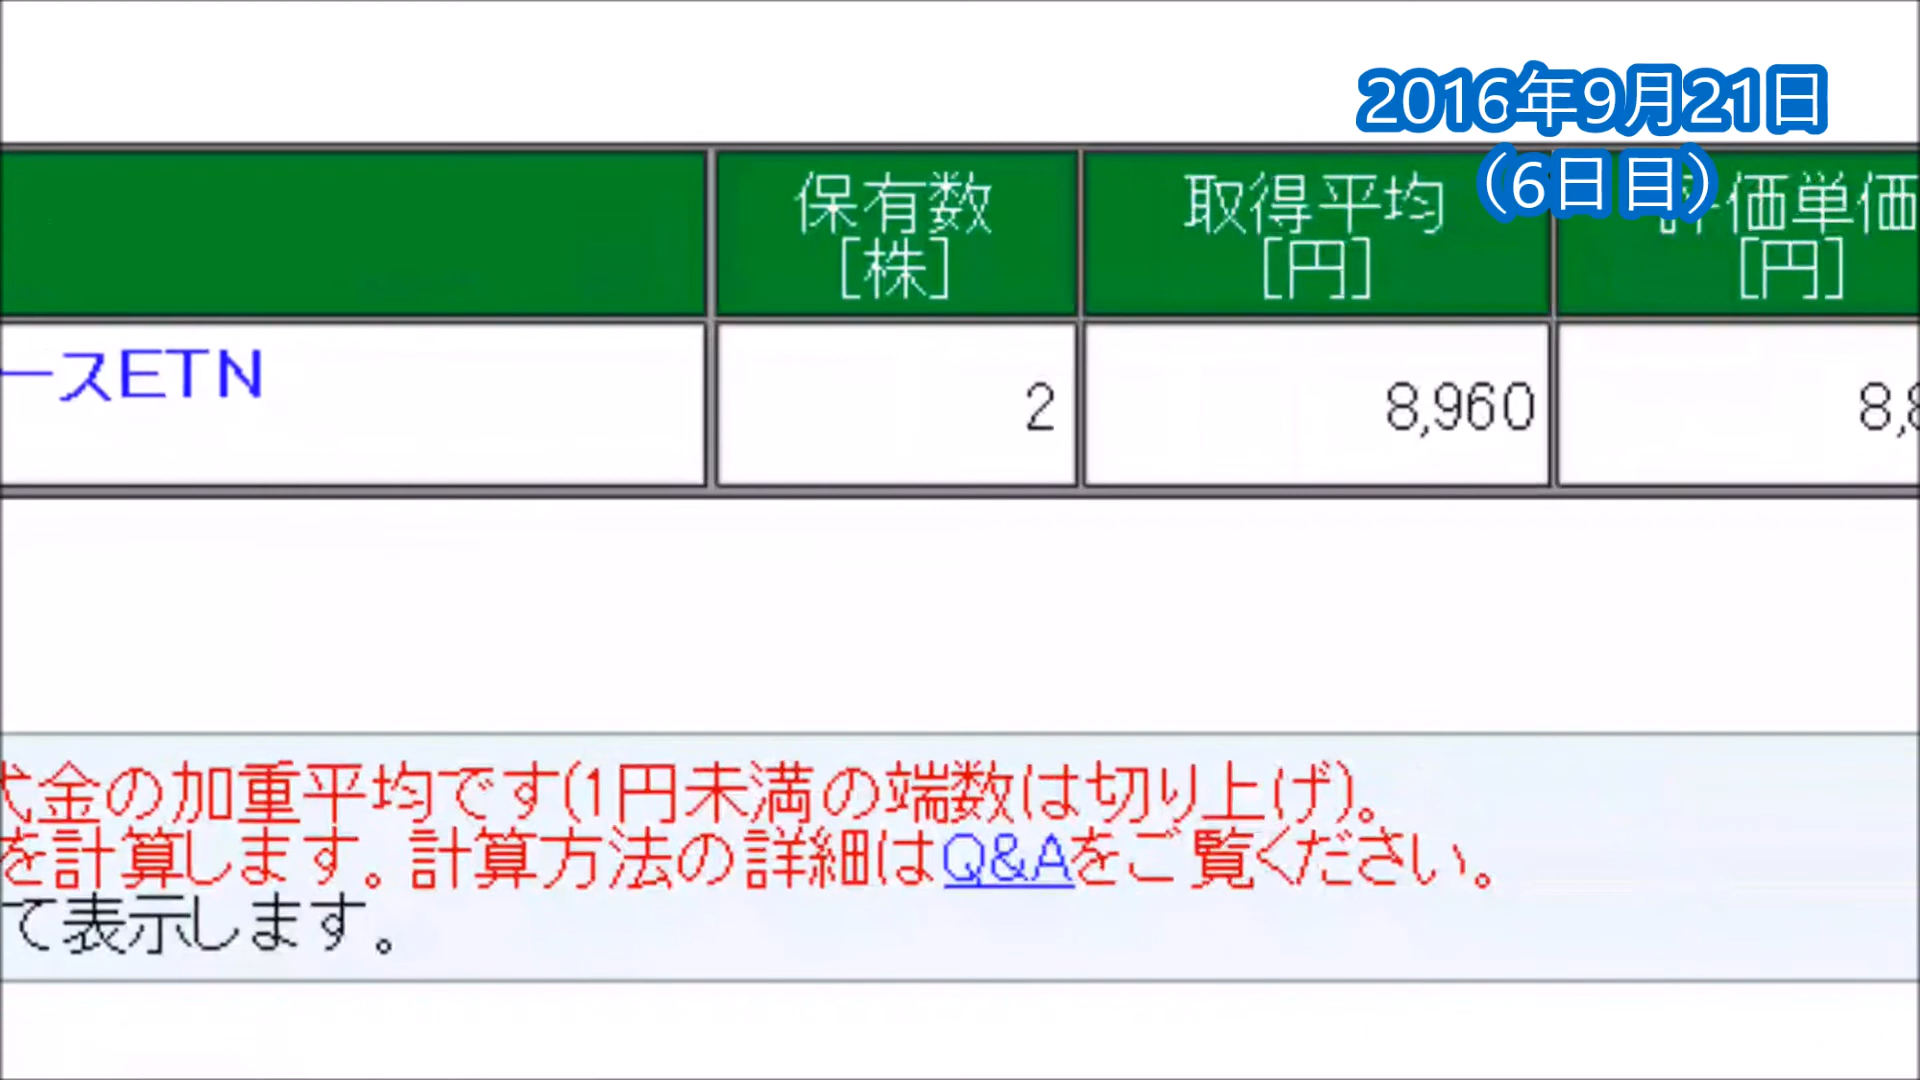 2016年9月21日
（6日目）
保有数
[株]
取得平均
[円]
価単価
[円]
ースETN
2
8,960
8,8
式金の加重平均です(1円未満の端数は切り上げ)。
を計算します。計算方法の詳細はQ&Aをご覧ください。
て表示します。